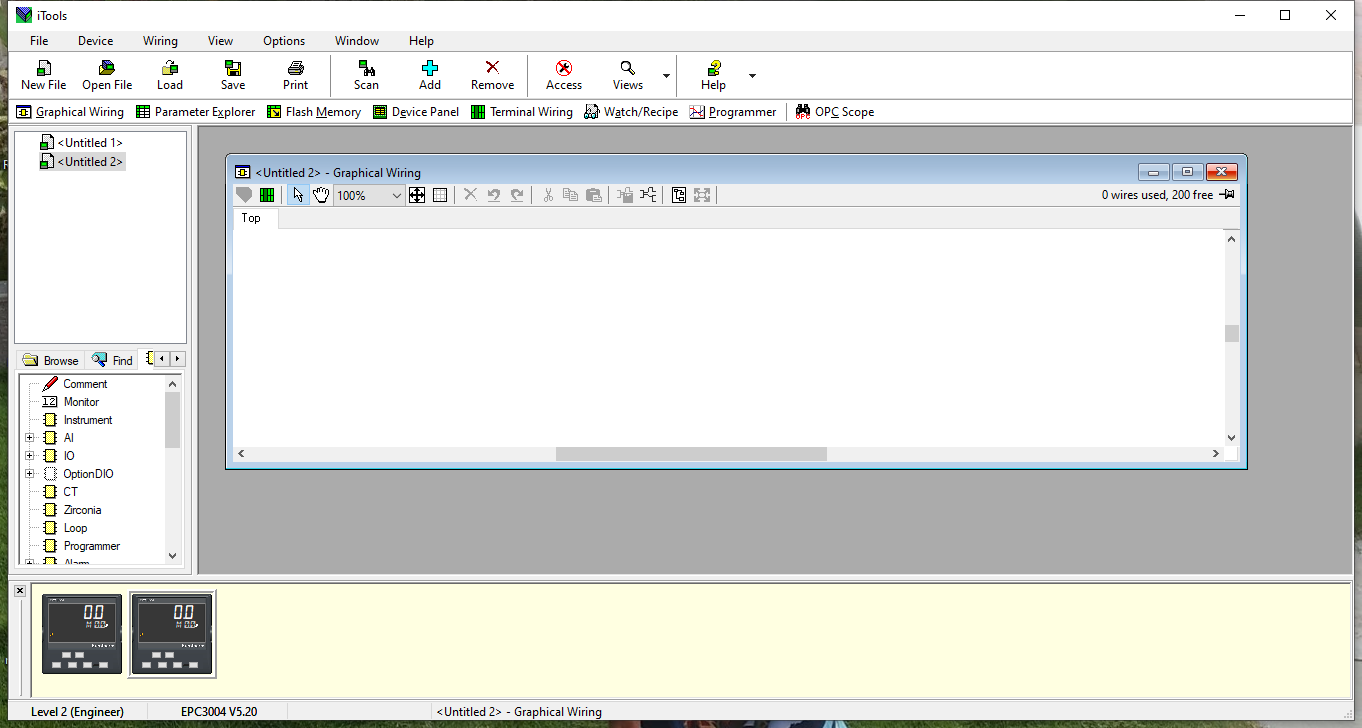 iTools
File Device Wiring View Options Window Help
New File Open File Load Save Print Scan Add Remove Access Views Help
Graphical Wiring Parameter Explorer Flash Memory Device Panel Terminal Wiring Watch/Recipe Programmer OPC Scope
<Untitled 1>
<Untitled 2>
<Untitled 2> - Graphical Wiring
100% 0 wires used, 200 free
Top
Browse Find
Comment
12 Monitor
Instrument
AI
IO
OptionDIO
CT
Zirconia
Loop
Programmer
Alarm
0.0 0.0
0.0 0.0
Level 2 (Engineer) EPC3004 V5.20 <Untitled 2> - Graphical Wiring